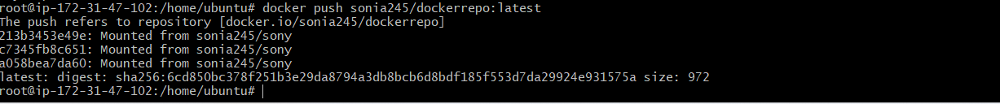 root@ip-172-31-47-102:/home/ubuntu# docker push sonia245/dockerrepo:latest
The push refers to repository [docker.io/sonia245/dockerrepo]
213b3453e49e: Mounted from sonia245/sony
c7345fb8c651: Mounted from sonia245/sony
a058bea7da60: Mounted from sonia245/sony
latest: digest: sha256:6cd850bc378f251b3e29da8794a3db8bcb6d8bdf185f553d7da29924e931575a size: 972
root@ip-172-31-47-102:/home/ubuntu#